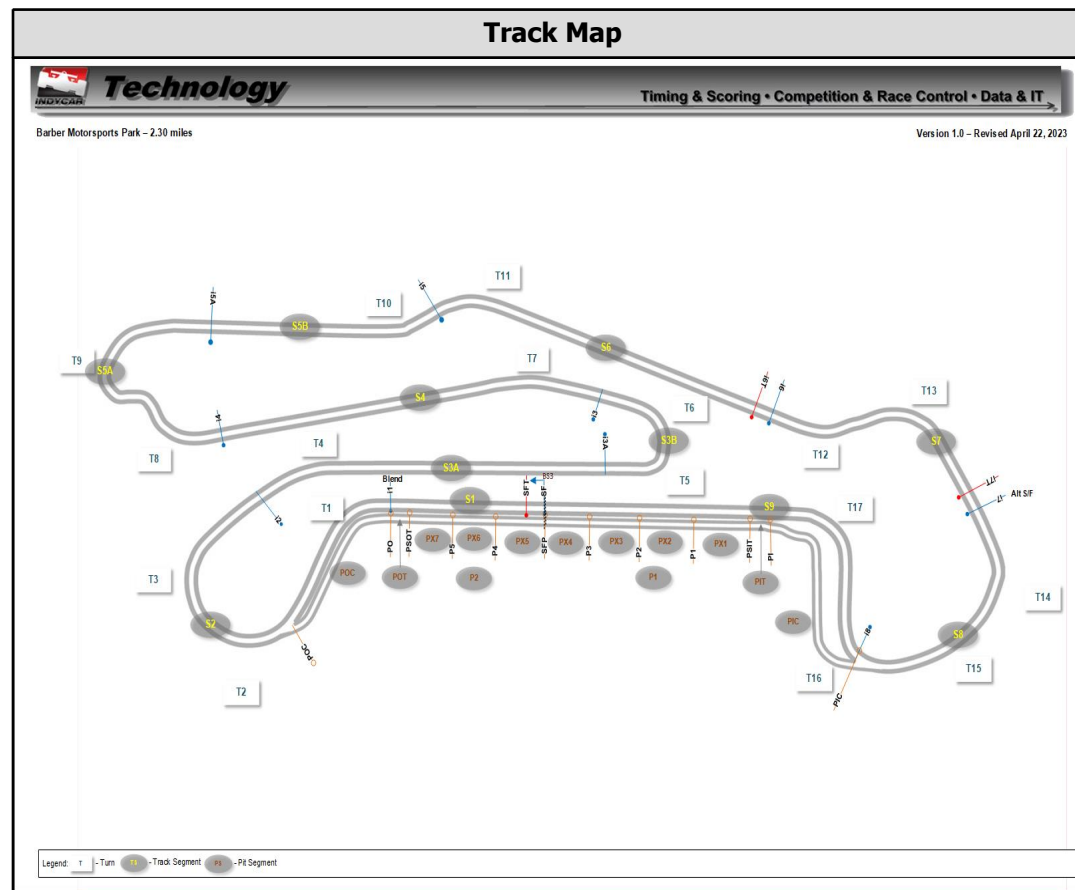 Track Map
INDYCAR
Technology
Timing & Scoring • Competition & Race Control • Data & IT
Barber Motorsports Park – 2.30 miles
Version 1.0 – Revised April 22, 2023
T11
I5
I5A
T10
S5B
S6
T9
S5A
T7
I6T
I6
S4
I3
T6
T13
I4
I3A
S3B
S7
T8
T4
T12
S3A
T5
I7T
I7
Alt S/F
Blend
I1
SFT
SF
BS3
S1
S9
T1
T17
I2
PO
PSOT
PX7
P5
PX6
P4
PX5
SFP
PX4
P3
PX3
P2
PX2
P1
PX1
PSIT
PI
POC
POT
P2
P1
PIT
T3
T14
S2
PIC
I8
S8
POC
T15
T16
T2
PIC
Legend: T - Turn T3 - Track Segment P3 - Pit Segment